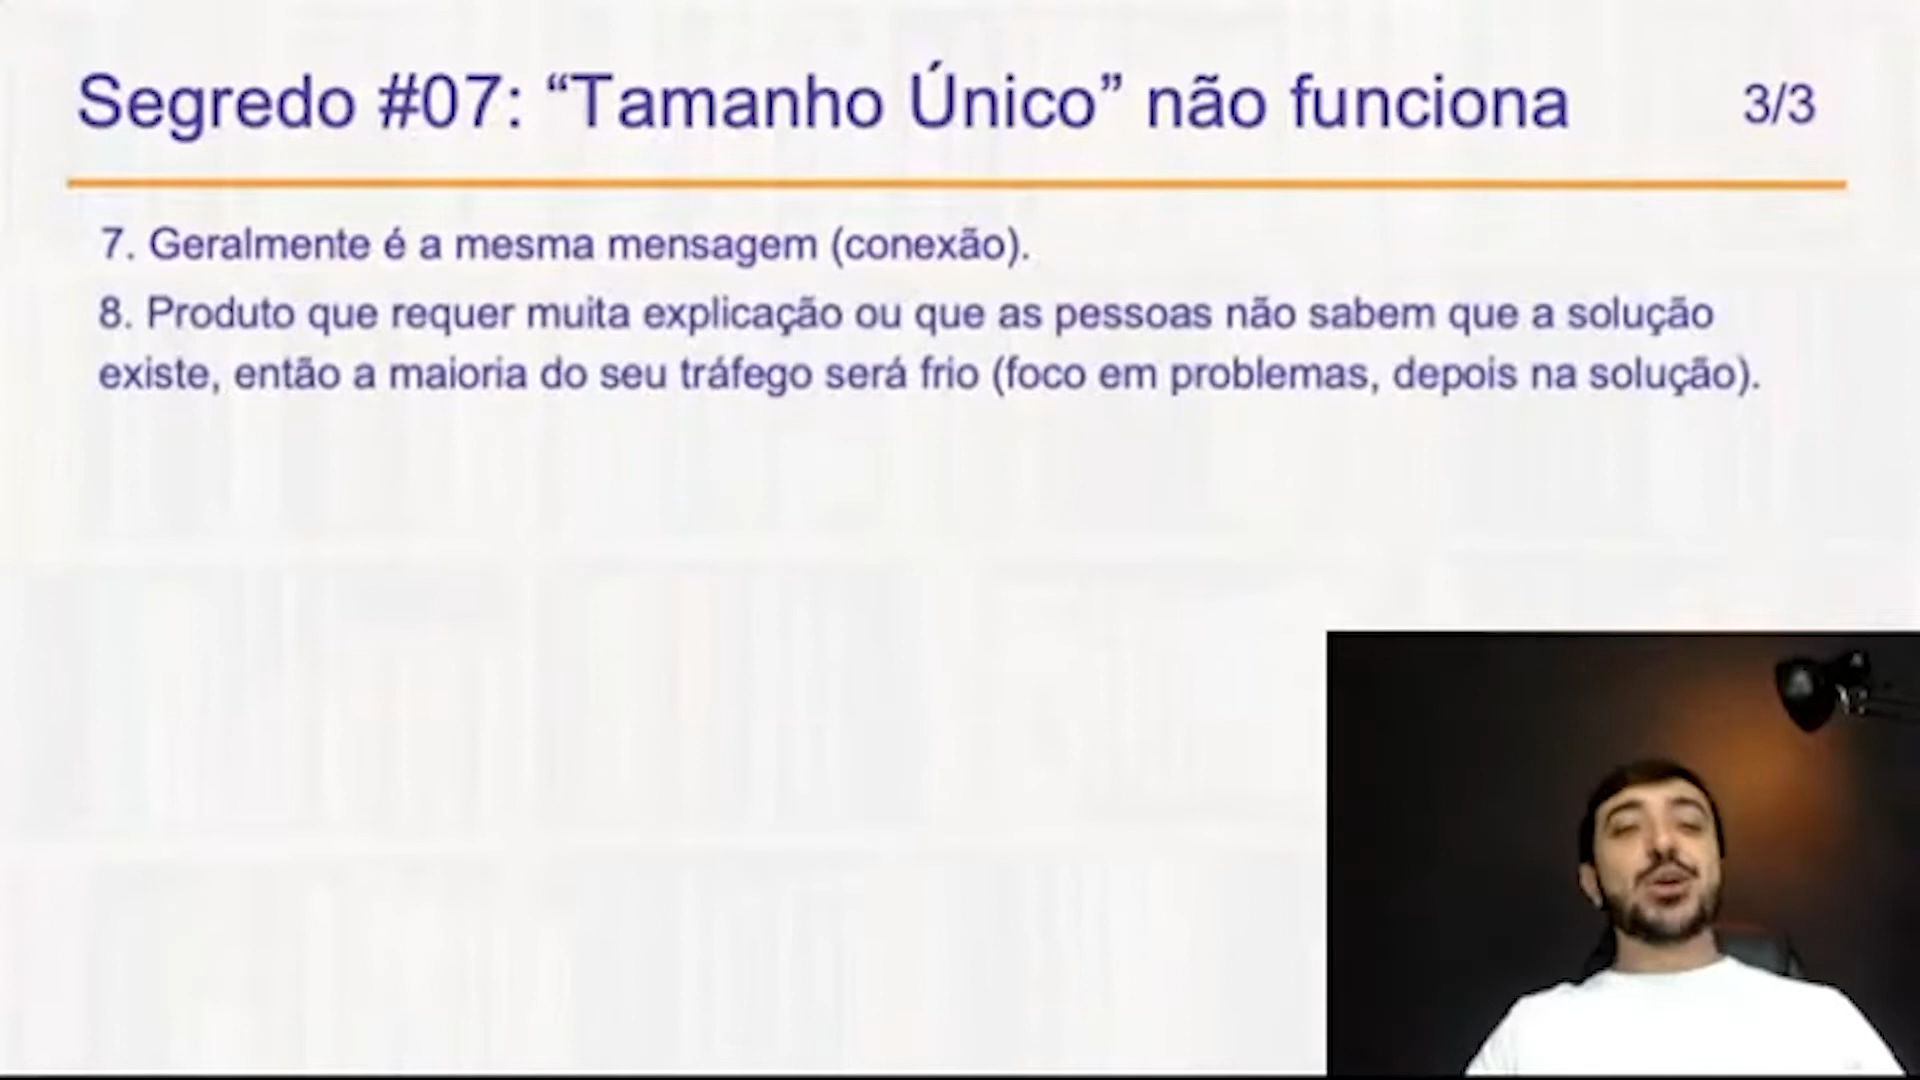 Segredo #07: “Tamanho Único” não funciona 3/3
7. Geralmente é a mesma mensagem (conexão).
8. Produto que requer muita explicação ou que as pessoas não sabem que a solução
existe, então a maioria do seu tráfego será frio (foco em problemas, depois na solução).